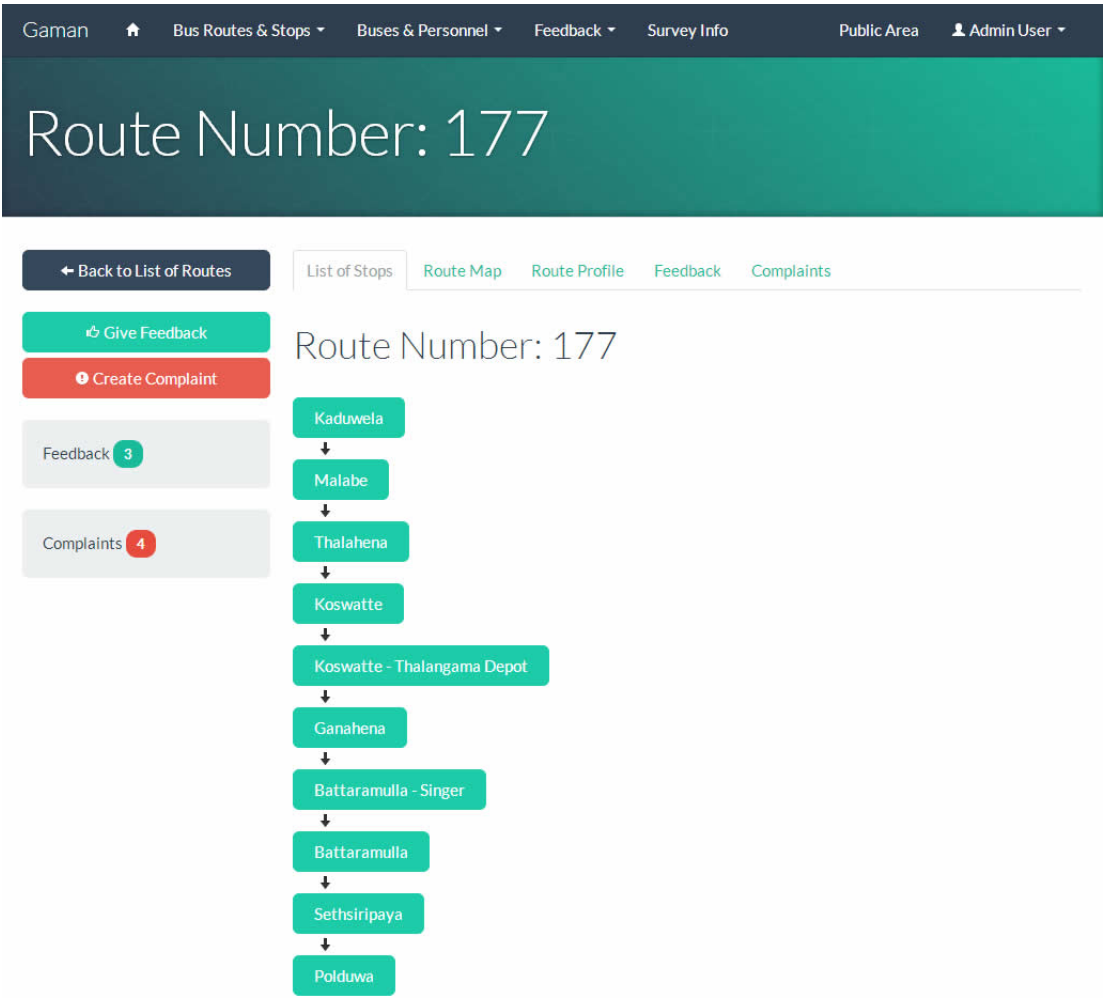 Gaman Bus Routes & Stops Buses & Personnel Feedback Survey Info Public Area Admin User
Route Number: 177
Back to List of Routes
Give Feedback
Create Complaint
Feedback 3
Complaints 4
List of Stops Route Map Route Profile Feedback Complaints
Route Number: 177
Kaduwela
Malabe
Thalahena
Koswatte
Koswatte - Thalangama Depot
Ganahena
Battaramulla - Singer
Battaramulla
Sethsiripaya
Polduwa